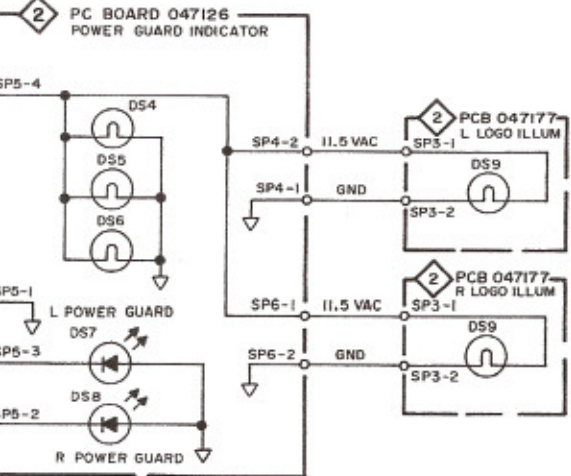 2 PC BOARD 047126
POWER GUARD INDICATOR
SP5-4
DS4
DS5
DS6
SP4-2 11.5 VAC SP3-1
SP4-1 GND SP3-2
2 PCB 047177
L LOGO ILLUM
DS9
SP5-1
L POWER GUARD
DS7
SP5-3
DS8
SP5-2
R POWER GUARD
SP6-1 11.5 VAC SP3-1
SP6-2 GND SP3-2
2 PCB 047177
R LOGO ILLUM
DS9